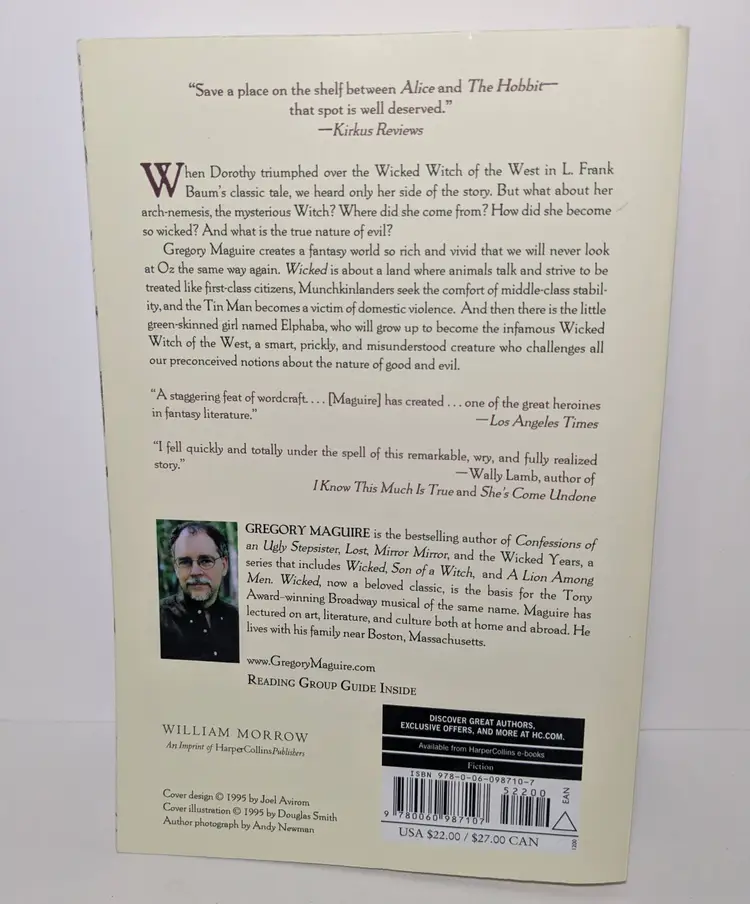 “Save a place on the shelf between Alice and The Hobbit—
that spot is well deserved.”
—Kirkus Reviews
When Dorothy triumphed over the Wicked Witch of the West in L. Frank
Baum’s classic tale, we heard only her side of the story. But what about her
arch-nemesis, the mysterious Witch? Where did she come from? How did she become
so wicked? And what is the true nature of evil?
Gregory Maguire creates a fantasy world so rich and vivid that we will never look
at Oz the same way again. Wicked is about a land where animals talk and strive to be
treated like first-class citizens, Munchkinlanders seek the comfort of middle-class stabil-
ity, and the Tin Man becomes a victim of domestic violence. And then there is the little
green-skinned girl named Elphaba, who will grow up to become the infamous Wicked
Witch of the West, a smart, prickly, and misunderstood creature who challenges all
our preconceived notions about the nature of good and evil.
“A staggering feat of wordcraft. . . . [Maguire] has created . . . one of the great heroines
in fantasy literature.”
—Los Angeles Times
“I fell quickly and totally under the spell of this remarkable, wry, and fully realized
story.”
—Wally Lamb, author of
I Know This Much Is True and She’s Come Undone
GREGORY MAGUIRE is the bestselling author of Confessions of
an Ugly Stepsister, Lost, Mirror Mirror, and the Wicked Years, a
series that includes Wicked, Son of a Witch, and A Lion Among
Men. Wicked, now a beloved classic, is the basis for the Tony
Award–winning Broadway musical of the same name. Maguire has
lectured on art, literature, and culture both at home and abroad. He
lives with his family near Boston, Massachusetts.
www.GregoryMaguire.com
READING GROUP GUIDE INSIDE
WILLIAM MORROW
An Imprint of HarperCollinsPublishers
Cover design © 1995 by Joel Avirom
Cover illustration © 1995 by Douglas Smith
Author photograph by Andy Newman
DISCOVER GREAT AUTHORS,
EXCLUSIVE OFFERS, AND MORE AT HC.COM.
Available from HarperCollins e-books
Fiction
ISBN 978-0-06-098710-7
52200
EAN
9 780060 987107
USA $22.00 / $27.00 CAN